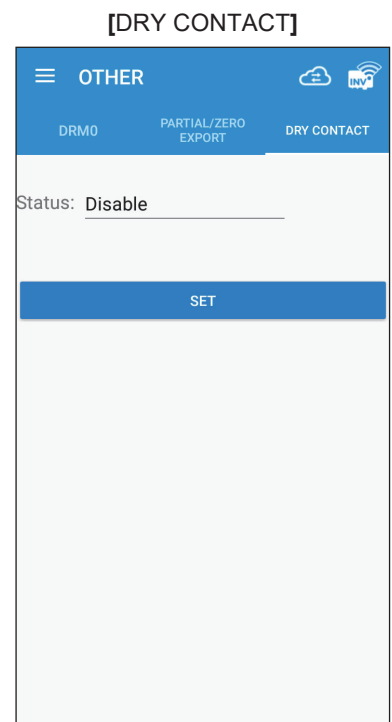 [DRY CONTACT]
OTHER
INV
DRM0
PARTIAL/ZERO
EXPORT
DRY CONTACT
Status: Disable
SET